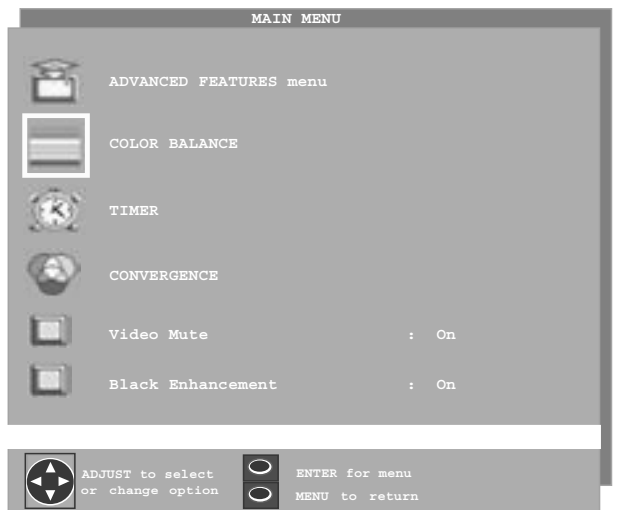 MAIN MENU
ADVANCED FEATURES menu
COLOR BALANCE
TIMER
CONVERGENCE
Video Mute : On
Black Enhancement : On
ADJUST to select
or change option
ENTER for menu
MENU to return